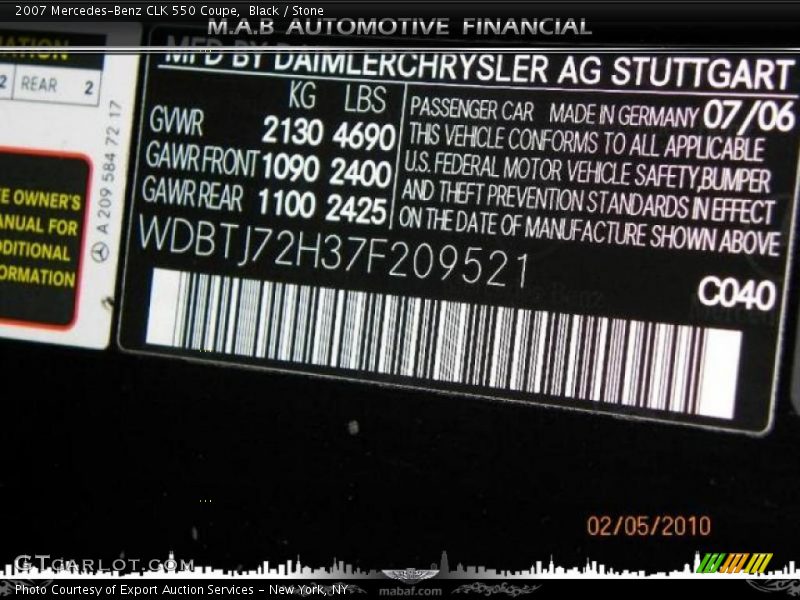 2007 Mercedes-Benz CLK 550 Coupe, Black / Stone
M.A.B AUTOMOTIVE FINANCIAL
MFD BY DAIMLERCHRYSLER AG STUTTGART
KG LBS
GVWR 2130 4690
GAWR FRONT 1090 2400
GAWR REAR 1100 2425
PASSENGER CAR MADE IN GERMANY 07/06
THIS VEHICLE CONFORMS TO ALL APPLICABLE
U.S. FEDERAL MOTOR VEHICLE SAFETY, BUMPER
AND THEFT PREVENTION STANDARDS IN EFFECT
ON THE DATE OF MANUFACTURE SHOWN ABOVE
WDBTJ72H37F209521
C040
2 REAR 2
A 209 584 72 17
OWNER'S
FOR
02/05/2010
GTcarlot.com
Photo Courtesy of Export Auction Services - New York, NY
mabaf.com